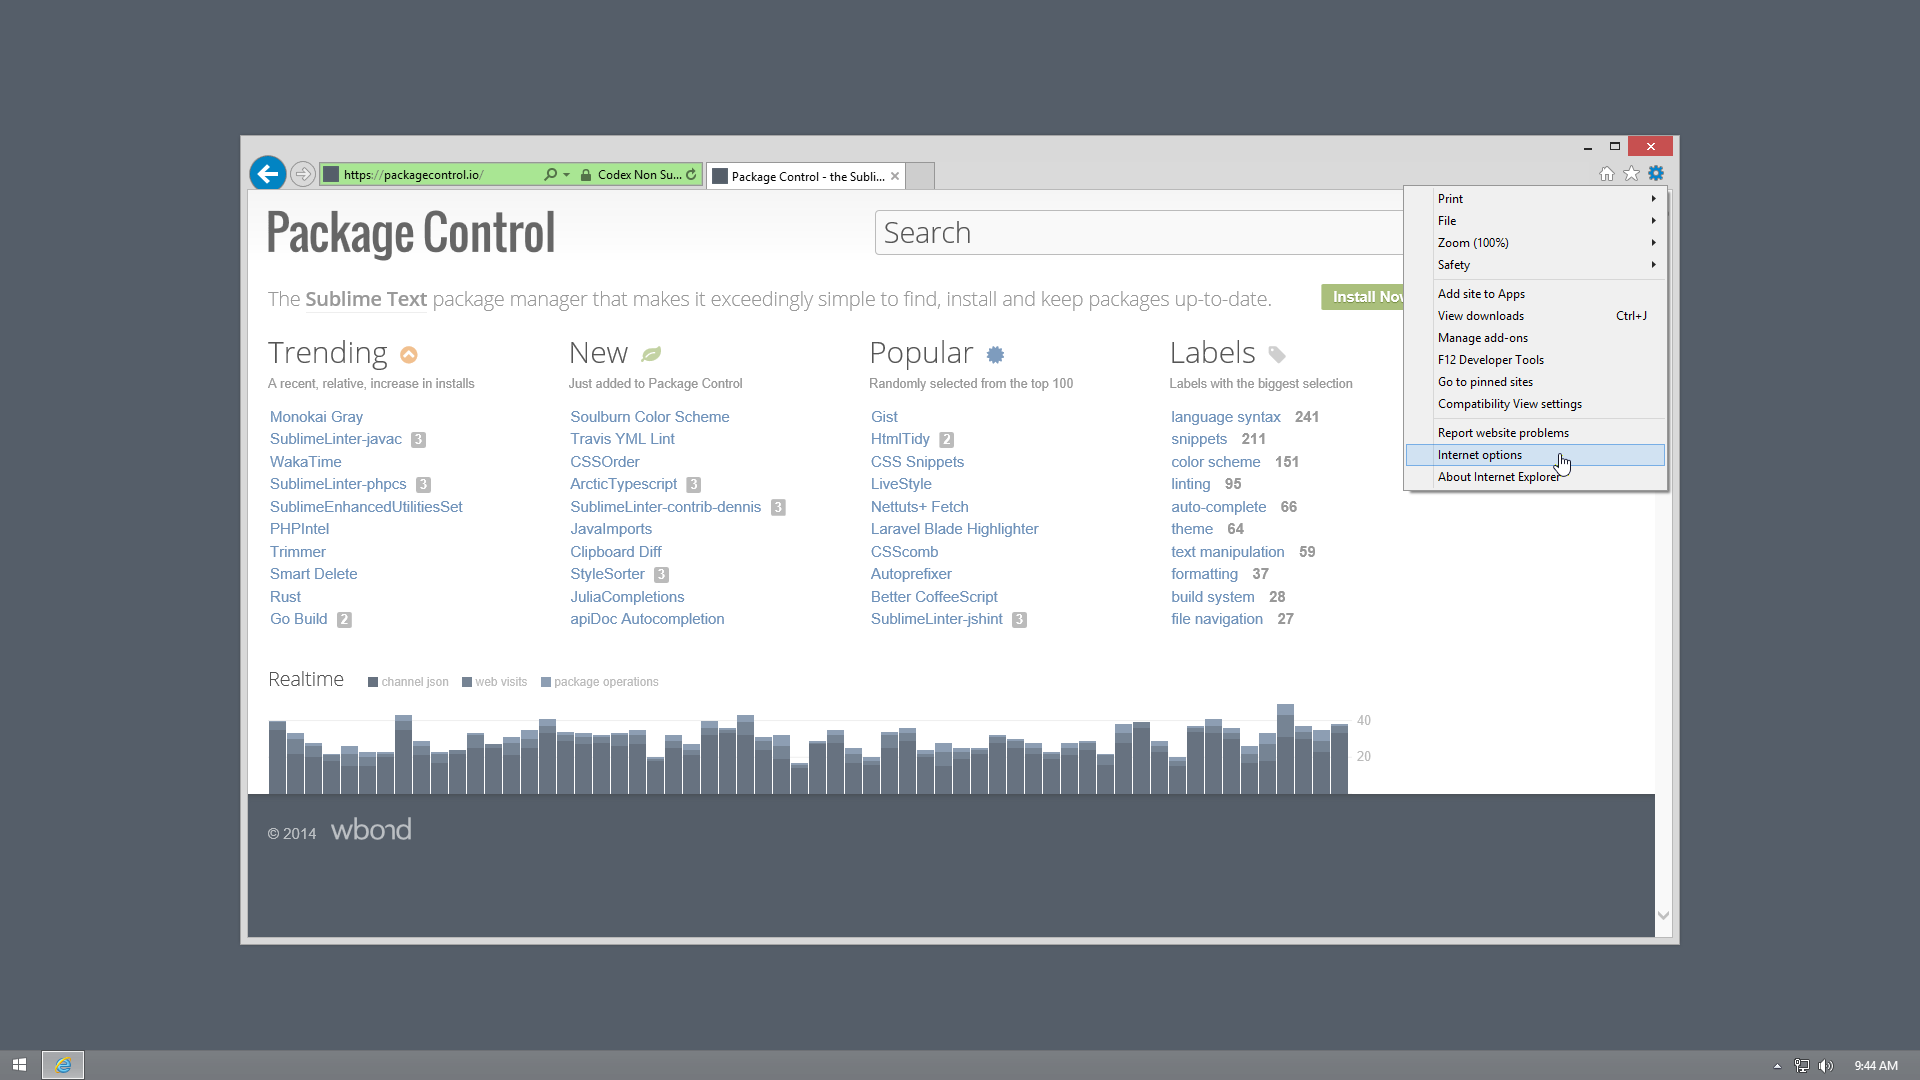 https://packagecontrol.io/
Codex Non Su...
Package Control - the Subli...
Package Control
Search
The Sublime Text package manager that makes it exceedingly simple to find, install and keep packages up-to-date.
Install Now
Print
File
Zoom (100%)
Safety
Add site to Apps
View downloads Ctrl+J
Manage add-ons
F12 Developer Tools
Go to pinned sites
Compatibility View settings
Report website problems
Internet options
About Internet Explorer
Trending
A recent, relative, increase in installs
Monokai Gray
SublimeLinter-javac 3
WakaTime
SublimeLinter-phpcs 3
SublimeEnhancedUtilitiesSet
PHPIntel
Trimmer
Smart Delete
Rust
Go Build 2
New
Just added to Package Control
Soulburn Color Scheme
Travis YML Lint
CSSOrder
ArcticTypescript 3
SublimeLinter-contrib-dennis 3
JavaImports
Clipboard Diff
StyleSorter 3
JuliaCompletions
apiDoc Autocompletion
Popular
Randomly selected from the top 100
Gist
HtmlTidy 2
CSS Snippets
LiveStyle
Nettuts+ Fetch
Laravel Blade Highlighter
CSScomb
Autoprefixer
Better CoffeeScript
SublimeLinter-jshint 3
Labels
Labels with the biggest selection
language syntax 241
snippets 211
color scheme 151
linting 95
auto-complete 66
theme 64
text manipulation 59
formatting 37
build system 28
file navigation 27
Realtime
channel json
web visits
package operations
40
20
© 2014 wbond
9:44 AM